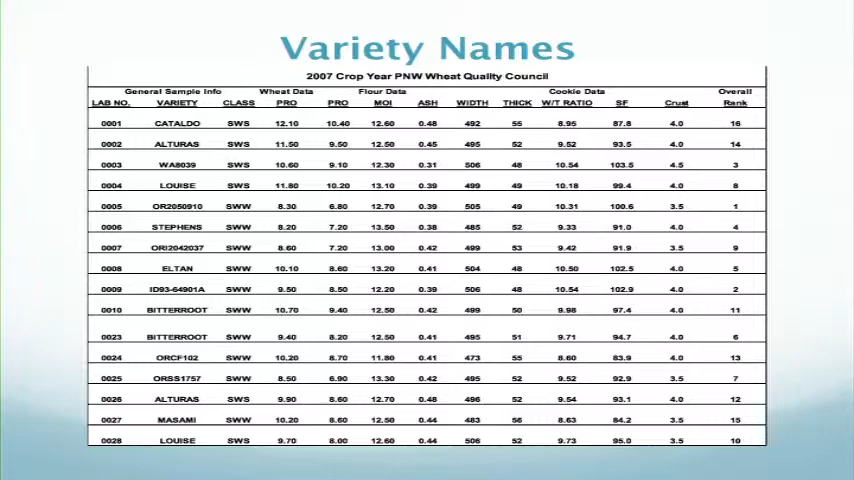 Variety Names
2007 Crop Year PNW Wheat Quality Council
General Sample Info Wheat Data Flour Data Cookie Data Overall
LAB NO. VARIETY CLASS PRO PRO MOI ASH WIDTH THICK W/T RATIO SF Crust Rank
0001 CATALDO SWS 12.10 10.40 12.60 0.48 492 55 8.95 87.8 4.0 16
0002 ALTURAS SWS 11.50 9.50 12.50 0.45 495 52 9.52 93.5 4.0 14
0003 WA8039 SWS 10.60 9.10 12.30 0.31 506 48 10.54 103.5 4.5 3
0004 LOUISE SWS 11.80 10.20 13.10 0.39 499 49 10.18 99.4 4.0 8
0005 OR2050910 SWW 8.30 6.80 12.70 0.39 505 49 10.31 100.6 3.5 1
0006 STEPHENS SWW 8.20 7.20 13.50 0.38 485 52 9.33 91.0 4.0 4
0007 ORI2042037 SWW 8.60 7.20 13.00 0.42 499 53 9.42 91.9 3.5 9
0008 ELTAN SWW 10.10 8.60 13.20 0.41 504 48 10.50 102.5 4.0 5
0009 ID93-64901A SWW 9.50 8.50 12.20 0.39 506 48 10.54 102.9 4.0 2
0010 BITTERROOT SWW 10.70 9.40 12.50 0.42 499 50 9.98 97.4 4.0 11
0023 BITTERROOT SWW 9.40 8.20 12.50 0.41 495 51 9.71 94.7 4.0 6
0024 ORCF102 SWW 10.20 8.70 11.80 0.41 473 55 8.60 83.9 4.0 13
0025 ORSS1757 SWW 8.50 6.90 13.30 0.42 495 52 9.52 92.9 3.5 7
0026 ALTURAS SWW 9.90 8.60 12.70 0.48 496 52 9.54 93.1 4.0 12
0027 MASAMI SWW 10.20 8.60 12.50 0.44 483 56 8.63 84.2 4.0 15
0028 LOUISE SWS 9.70 8.00 12.60 0.44 506 52 9.73 95.0 3.5 10